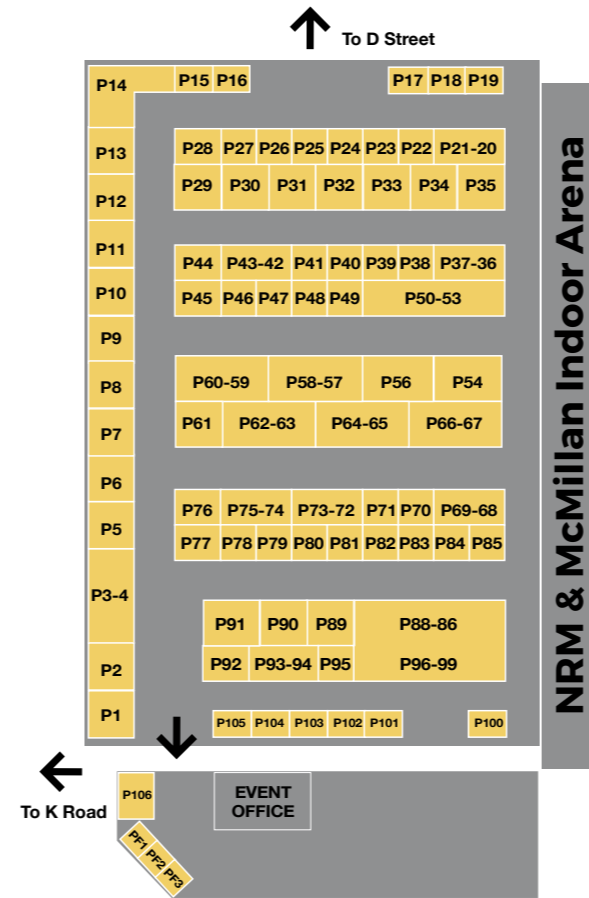 To D Street
P14
P15 P16
P17 P18 P19
P13
P28 P27 P26 P25 P24 P23 P22 P21-20
P29 P30 P31 P32 P33 P34 P35
P12
P11
P44 P43-42 P41 P40 P39 P38 P37-36
P10
P45 P46 P47 P48 P49 P50-53
P9
P8
P60-59 P58-57 P56 P54
P7
P61 P62-63 P64-65 P66-67
P6
P76 P75-74 P73-72 P71 P70 P69-68
P5
P77 P78 P79 P80 P81 P82 P83 P84 P85
P3-4
P91 P90 P89 P88-86
P2
P92 P93-94 P95 P96-99
P1
P105 P104 P103 P102 P101 P100
NRM & McMillan Indoor Arena
To K Road
P106
EVENT
OFFICE
PF1
PF2
PF3